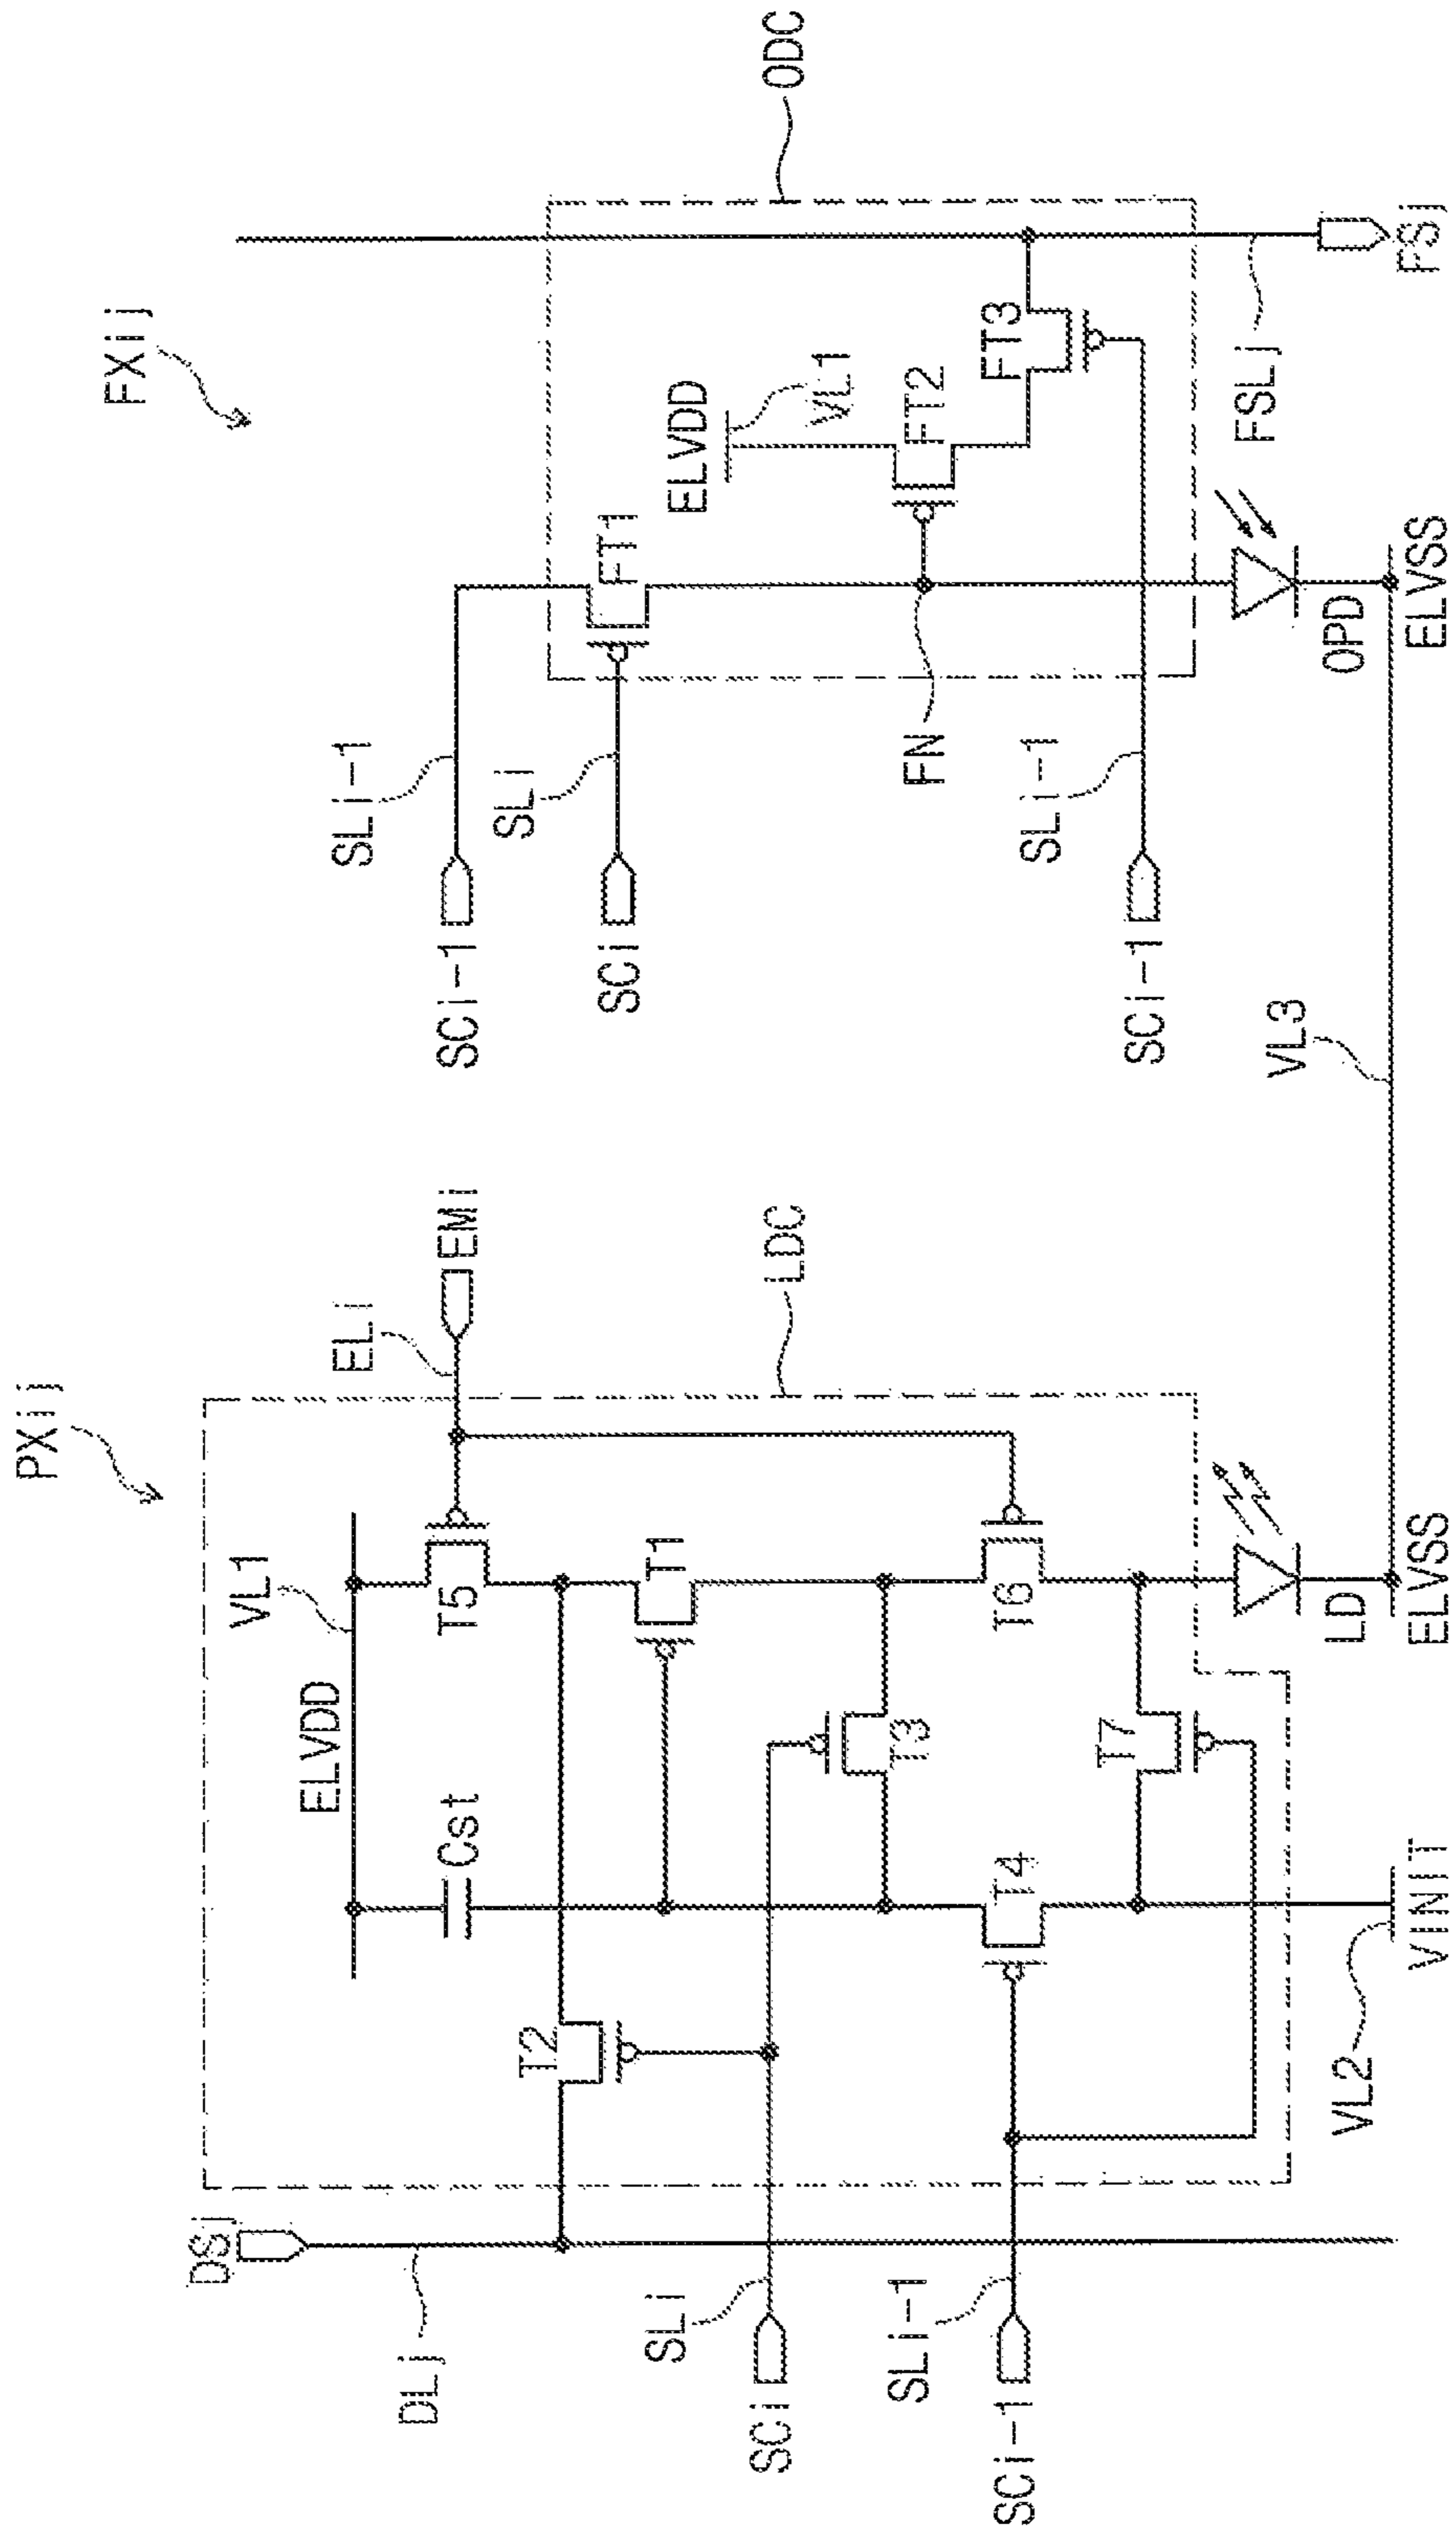 PXij
FXij
DSj
VL1
ELVDD
ELi
EMi
DLj
Cst
T5
T2
T1
SLi
SCi
LDC
T3
SLi-1
SCi-1
T4
T6
T7
LD
VL2
VINIT
ELVSS
VL3
SLi-1
SCi-1
SLi
SCi
FT1
ELVDD
VL1
ODC
FN
FT2
FT3
SLi-1
SCi-1
FSLj
OPD
ELVSS
FSj